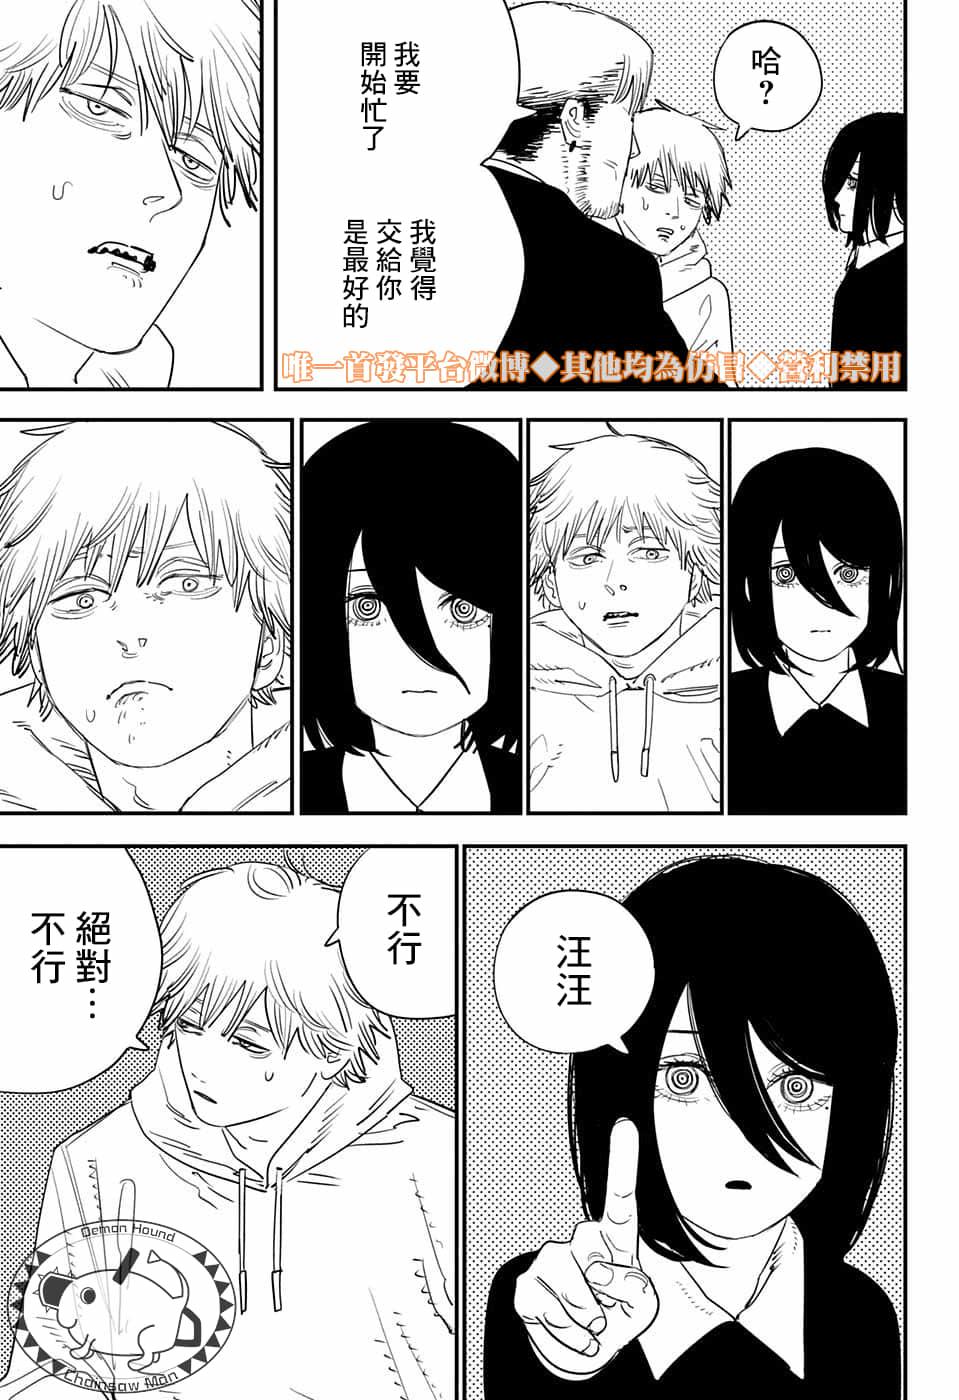 哈?
我要
開始忙了
我覺得
交給你
是最好的
唯一首發平台微博◆其他均為仿冒◆營利禁用
汪汪
不行
絕對…
不行
Demon Hound
Chainsaw Man